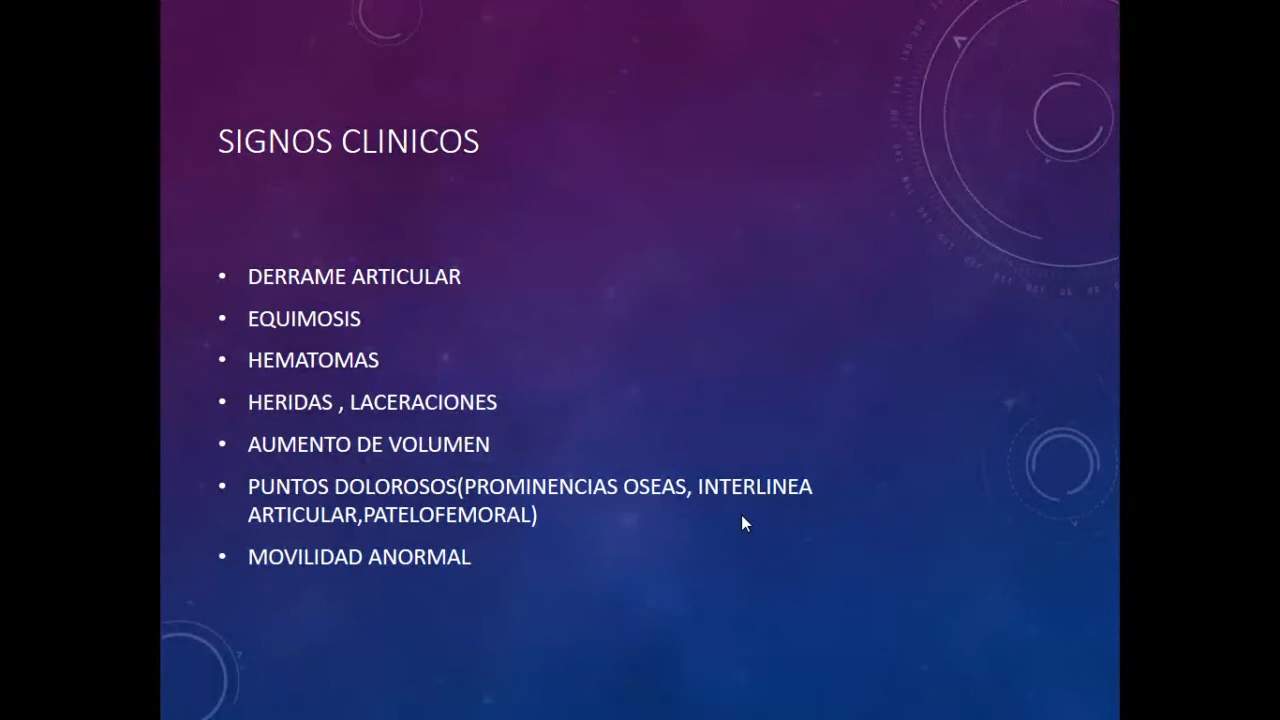 SIGNOS CLINICOS
• DERRAME ARTICULAR
• EQUIMOSIS
• HEMATOMAS
• HERIDAS , LACERACIONES
• AUMENTO DE VOLUMEN
• PUNTOS DOLOROSOS(PROMINENCIAS OSEAS, INTERLINEA
ARTICULAR,PATELOFEMORAL)
• MOVILIDAD ANORMAL